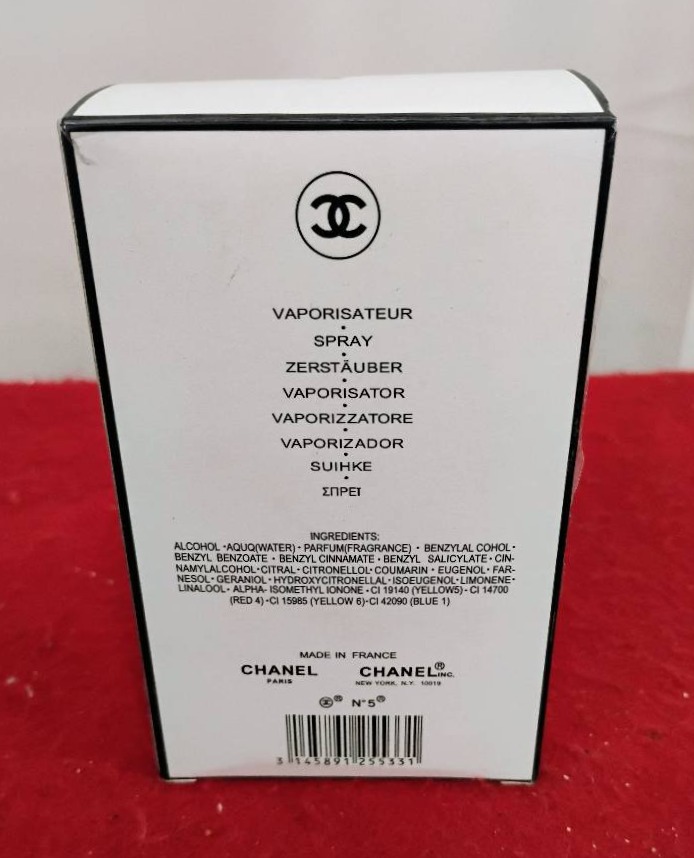 VAPORISATEUR
•
SPRAY
•
ZERSTÄUBER
•
VAPORISATOR
•
VAPORIZZATORE
•
VAPORIZADOR
•
SUIHKE
•
ΣΠΡΕΪ
INGREDIENTS:
ALCOHOL•AQUQ(WATER)•PARFUM(FRAGRANCE) • BENZYLAL COHOL•
BENZYL BENZOATE • BENZYL CINNAMATE • BENZYL SALICYLATE • CIN-
NAMYLALCOHOL•CITRAL•CITRONELLOL•COUMARIN • EUGENOL • FAR-
NESOL•GERANIOL•HYDROXYCITRONELLAL•ISOEUGENOL•LIMONENE•
LINALOOL• ALPHA- ISOMETHYL IONONE • CI 19140 (YELLOW5)• CI 14700
(RED 4)•CI 15985 (YELLOW 6)•CI 42090 (BLUE 1)
MADE IN FRANCE
CHANEL CHANEL® INC.
PARIS NEW YORK, N.Y. 10019
® N°5®
3 145891 255331